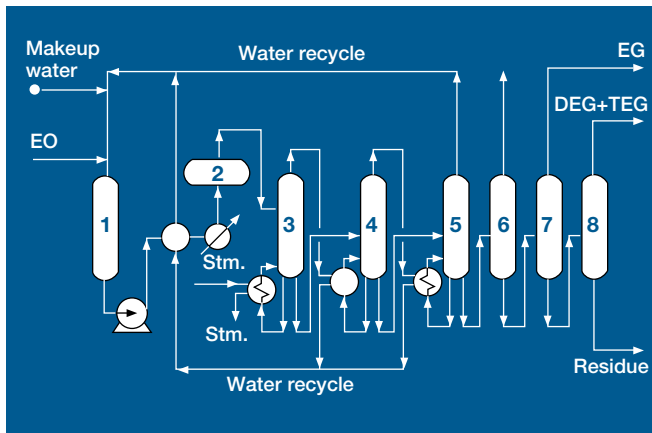 EG
Makeup
water
Water recycle
DEG+TEG
EO
2
1
3
4
5
6
7
8
Stm.
Stm.
Water recycle
Residue